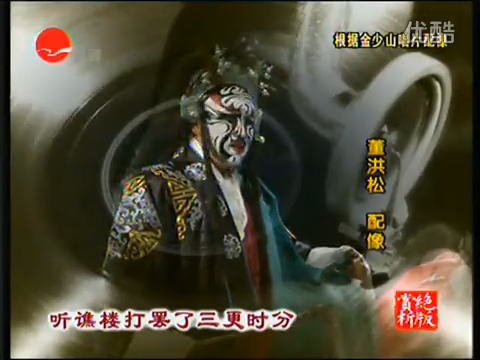 优酷
根据金少山唱片配像
董洪松 配像
听谯楼打罢了三更时分
绝版
赏析